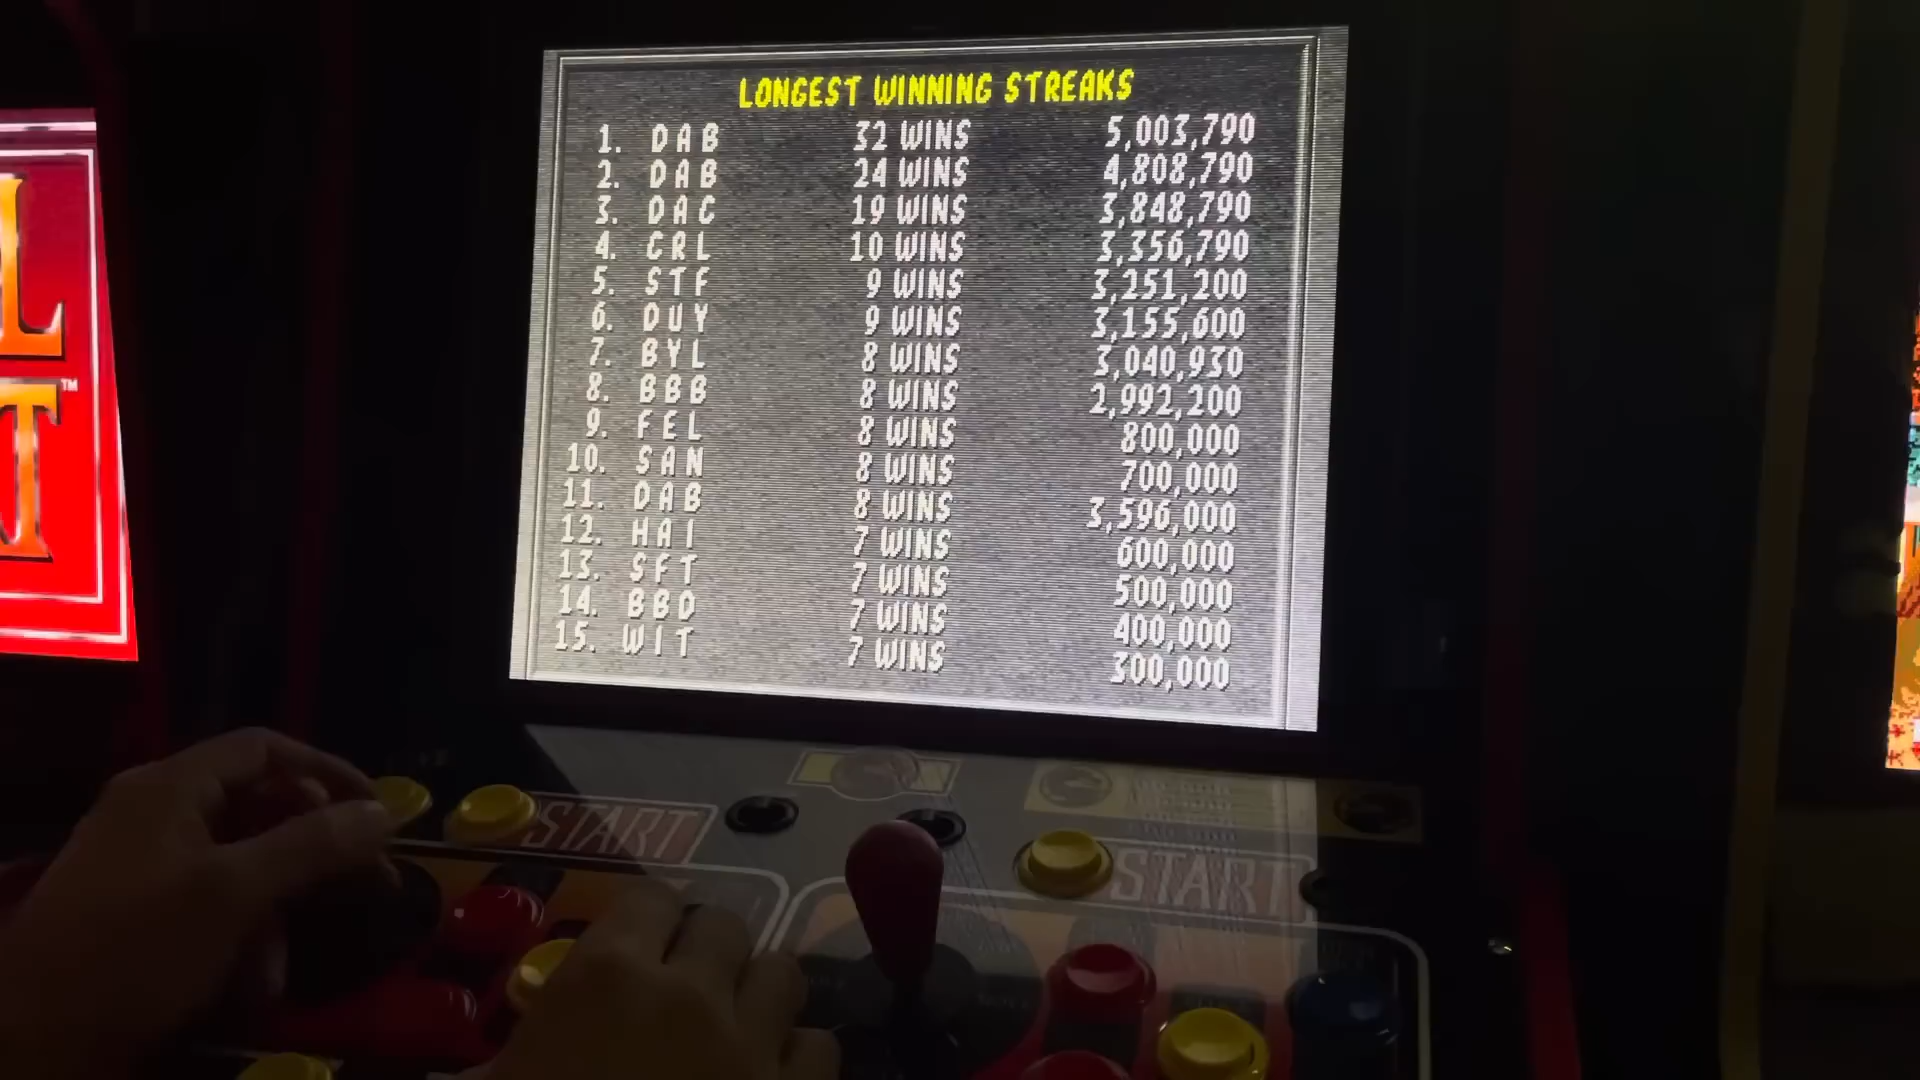 LONGEST WINNING STREAKS
1. DAB 32 WINS 5,003,790
2. DAB 24 WINS 4,808,790
3. DAC 19 WINS 3,848,790
4. CRL 10 WINS 3,356,790
5. STF 9 WINS 3,251,200
6. DUY 9 WINS 3,155,600
7. BYL 8 WINS 3,040,930
8. BBB 8 WINS 2,992,200
9. FEL 8 WINS 800,000
10. SAN 8 WINS 700,000
11. DAB 8 WINS 3,596,000
12. HAI 7 WINS 600,000
13. SFT 7 WINS 500,000
14. BBD 7 WINS 400,000
15. WIT 7 WINS 300,000
L
T™
START
START